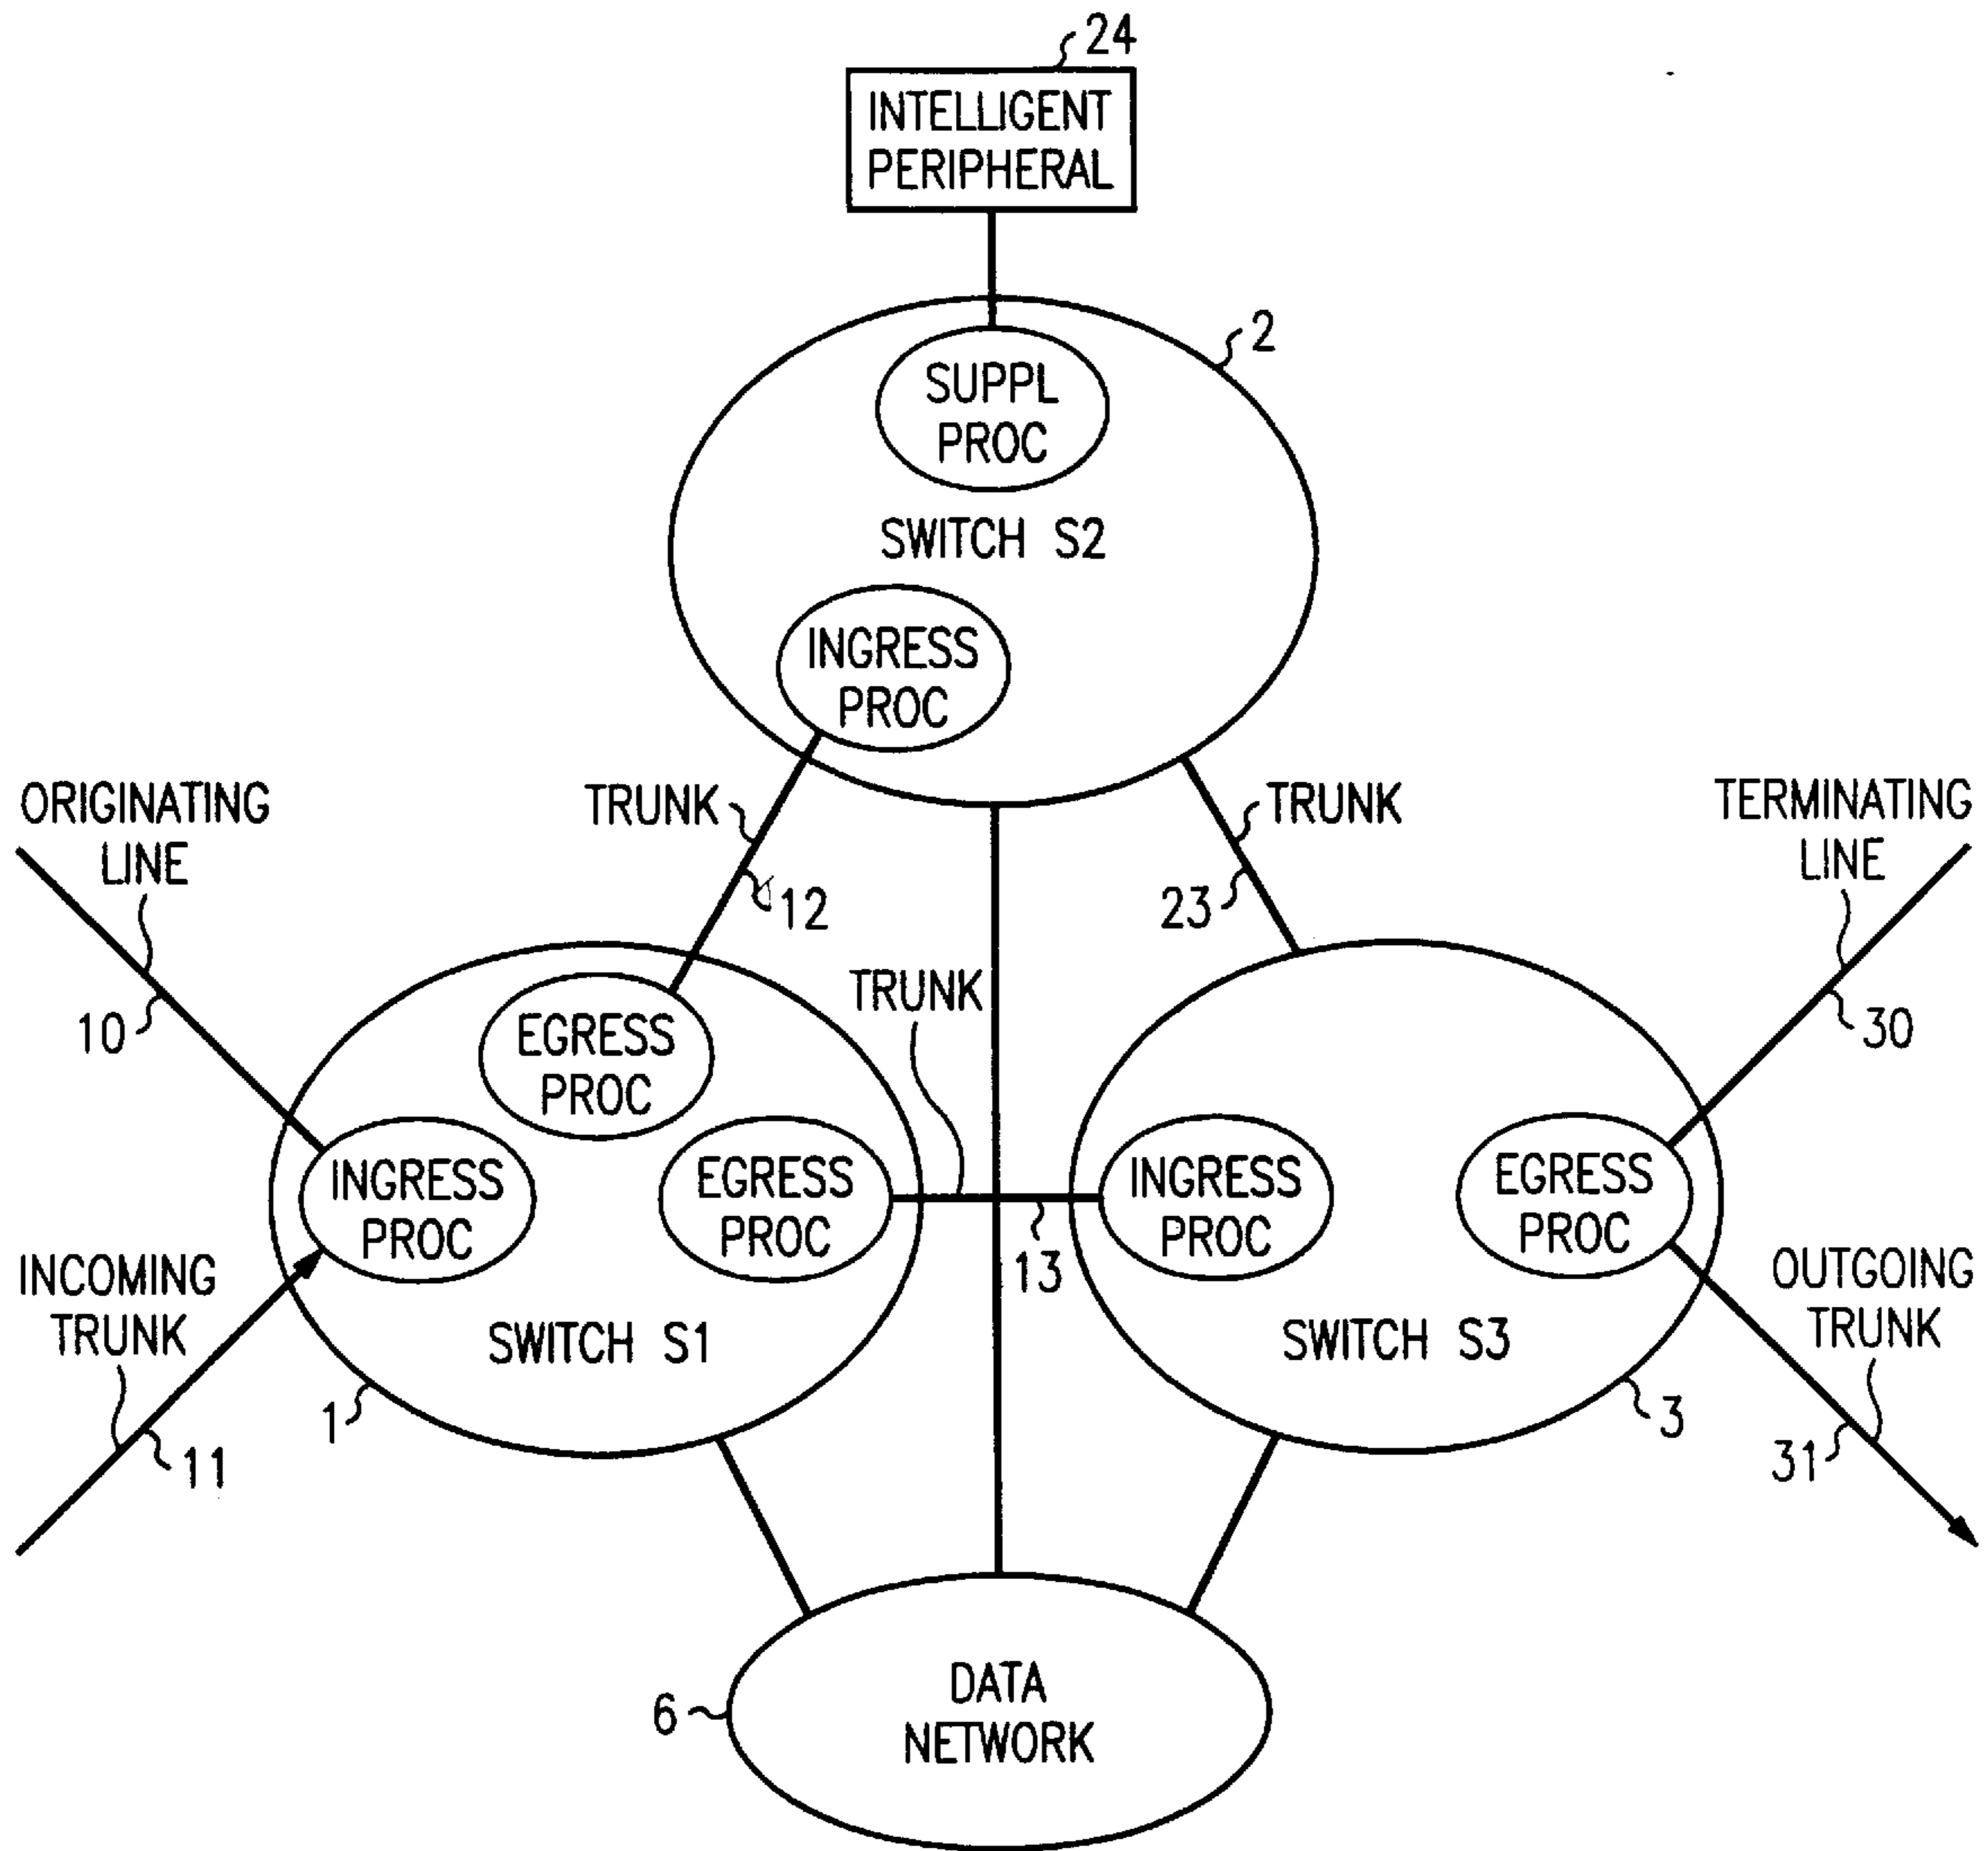 24
INTELLIGENT
PERIPHERAL
2
SUPPL
PROC
SWITCH S2
INGRESS
PROC
ORIGINATING
LINE
TRUNK
TRUNK
TERMINATING
LINE
12
23
10
TRUNK
30
EGRESS
PROC
INGRESS
PROC
EGRESS
PROC
INGRESS
PROC
EGRESS
PROC
INCOMING
TRUNK
13
OUTGOING
TRUNK
SWITCH S1
SWITCH S3
1
3
11
31
6
DATA
NETWORK